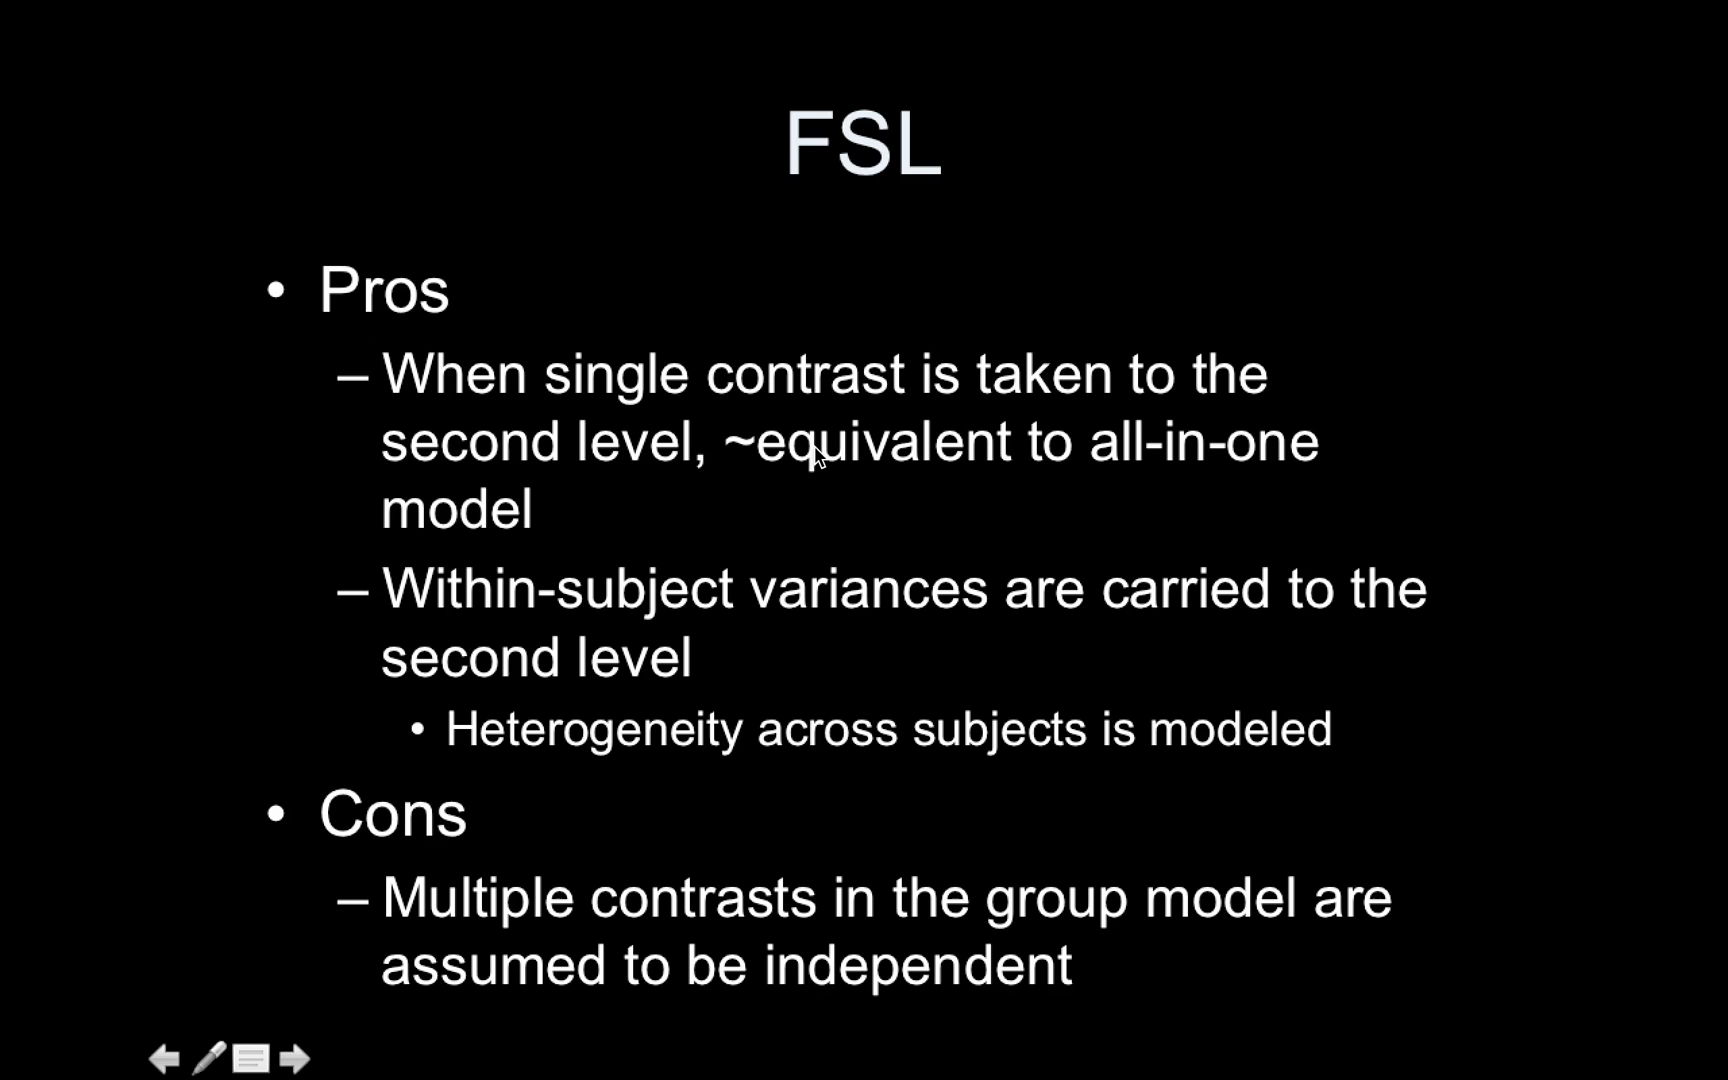 FSL
• Pros
– When single contrast is taken to the
second level, ~equivalent to all-in-one
model
– Within-subject variances are carried to the
second level
• Heterogeneity across subjects is modeled
• Cons
– Multiple contrasts in the group model are
assumed to be independent